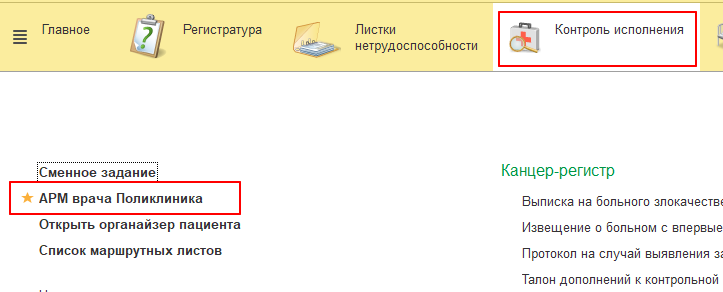 Главное
Регистратура
Листки
нетрудоспособности
Контроль исполнения
Сменное задание
АРМ врача Поликлиника
Открыть органайзер пациента
Список маршрутных листов
Канцер-регистр
Выписка на больного злокачестве
Извещение о больном с впервые
Протокол на случай выявления за
Талон дополнений к контрольной